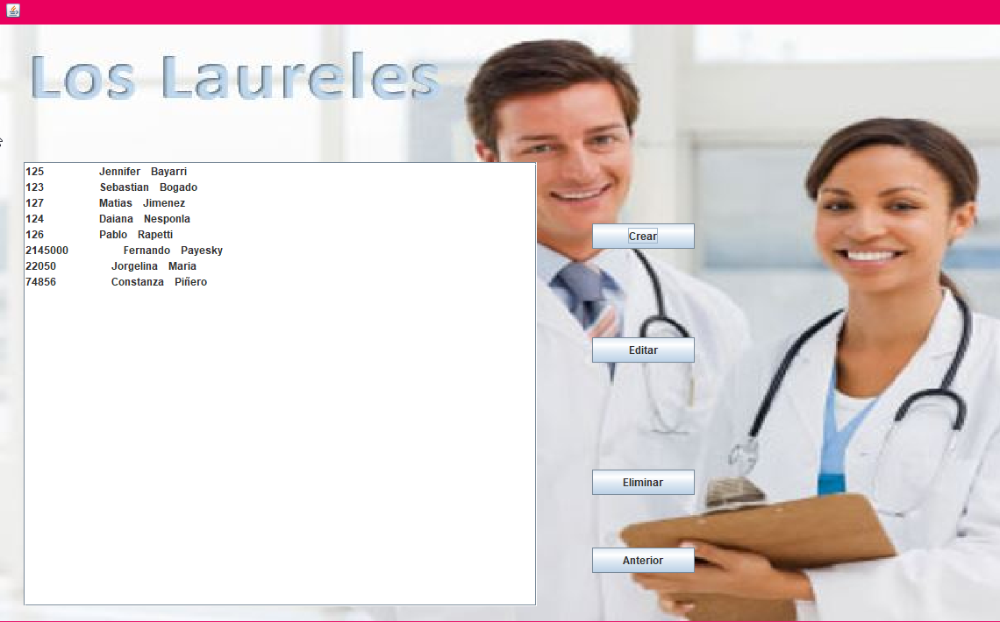 Los Laureles
125 Jennifer Bayarri
123 Sebastian Bogado
127 Matias Jimenez
124 Daiana Nesponla
126 Pablo Rapetti
2145000 Fernando Payesky
22050 Jorgelina Maria
74856 Constanza Piñero
Crear
Editar
Eliminar
Anterior